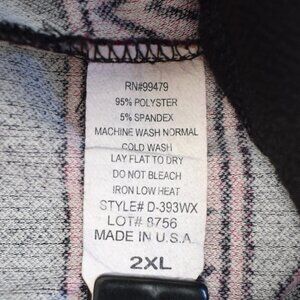 RN#99479
95% POLYSTER
5% SPANDEX
MACHINE WASH NORMAL
COLD WASH
LAY FLAT TO DRY
DO NOT BLEACH
IRON LOW HEAT
STYLE# D-393WX
LOT# 8756
MADE IN U.S.A.
2XL